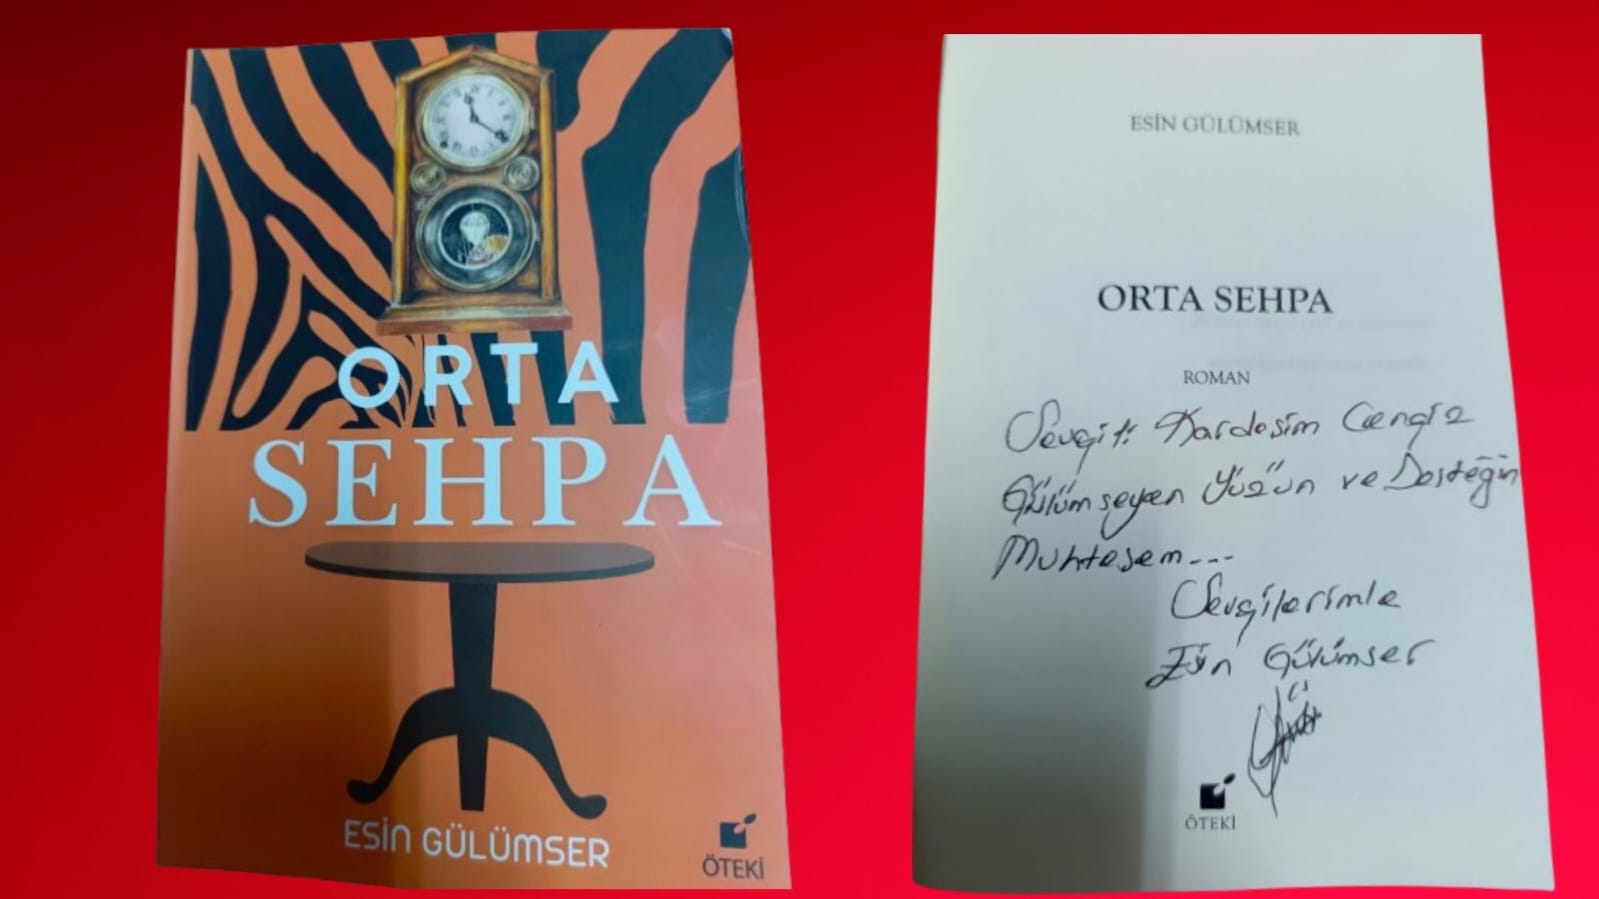 ORTA
SEHPA
ESİN GÜLÜMSER
ÖTEKİ
ESİN GÜLÜMSER
ORTA SEHPA
ROMAN
Sevgili Kardeşim Cengiz
Gülümseyen Yüzün ve Desteğin
Muhteşem...
Sevgilerimle
Esin Gülümser
ÖTEKİ